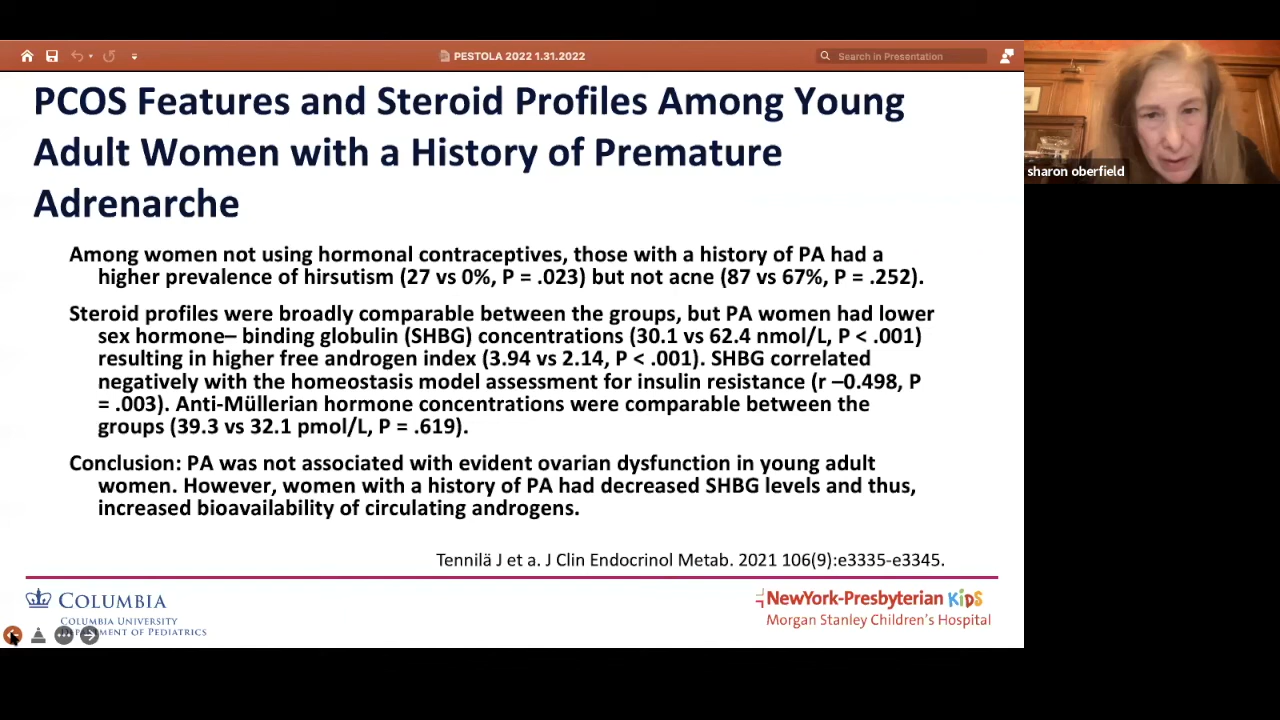 PESTOLA 2022 1.31.2022
Search in Presentation
PCOS Features and Steroid Profiles Among Young
Adult Women with a History of Premature
Adrenarche
sharon oberfield
Among women not using hormonal contraceptives, those with a history of PA had a
higher prevalence of hirsutism (27 vs 0%, P = .023) but not acne (87 vs 67%, P = .252).
Steroid profiles were broadly comparable between the groups, but PA women had lower
sex hormone– binding globulin (SHBG) concentrations (30.1 vs 62.4 nmol/L, P < .001)
resulting in higher free androgen index (3.94 vs 2.14, P < .001). SHBG correlated
negatively with the homeostasis model assessment for insulin resistance (r –0.498, P
= .003). Anti-Müllerian hormone concentrations were comparable between the
groups (39.3 vs 32.1 pmol/L, P = .619).
Conclusion: PA was not associated with evident ovarian dysfunction in young adult
women. However, women with a history of PA had decreased SHBG levels and thus,
increased bioavailability of circulating androgens.
Tennilä J et a. J Clin Endocrinol Metab. 2021 106(9):e3335-e3345.
COLUMBIA
COLUMBIA UNIVERSITY
DEPARTMENT OF PEDIATRICS
NewYork-Presbyterian KiDS
Morgan Stanley Children's Hospital